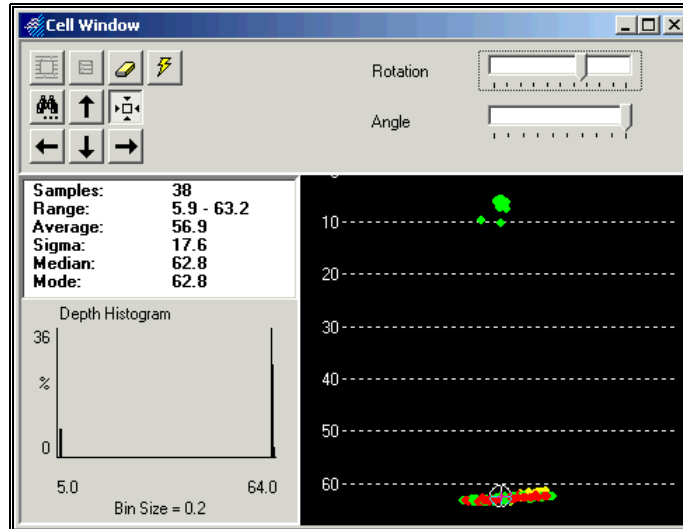 Cell Window
Rotation
Angle
Samples: 38
Range: 5.9 - 63.2
Average: 56.9
Sigma: 17.6
Median: 62.8
Mode: 62.8
Depth Histogram
36
%
0
5.0 64.0
Bin Size = 0.2
10
20
30
40
50
60